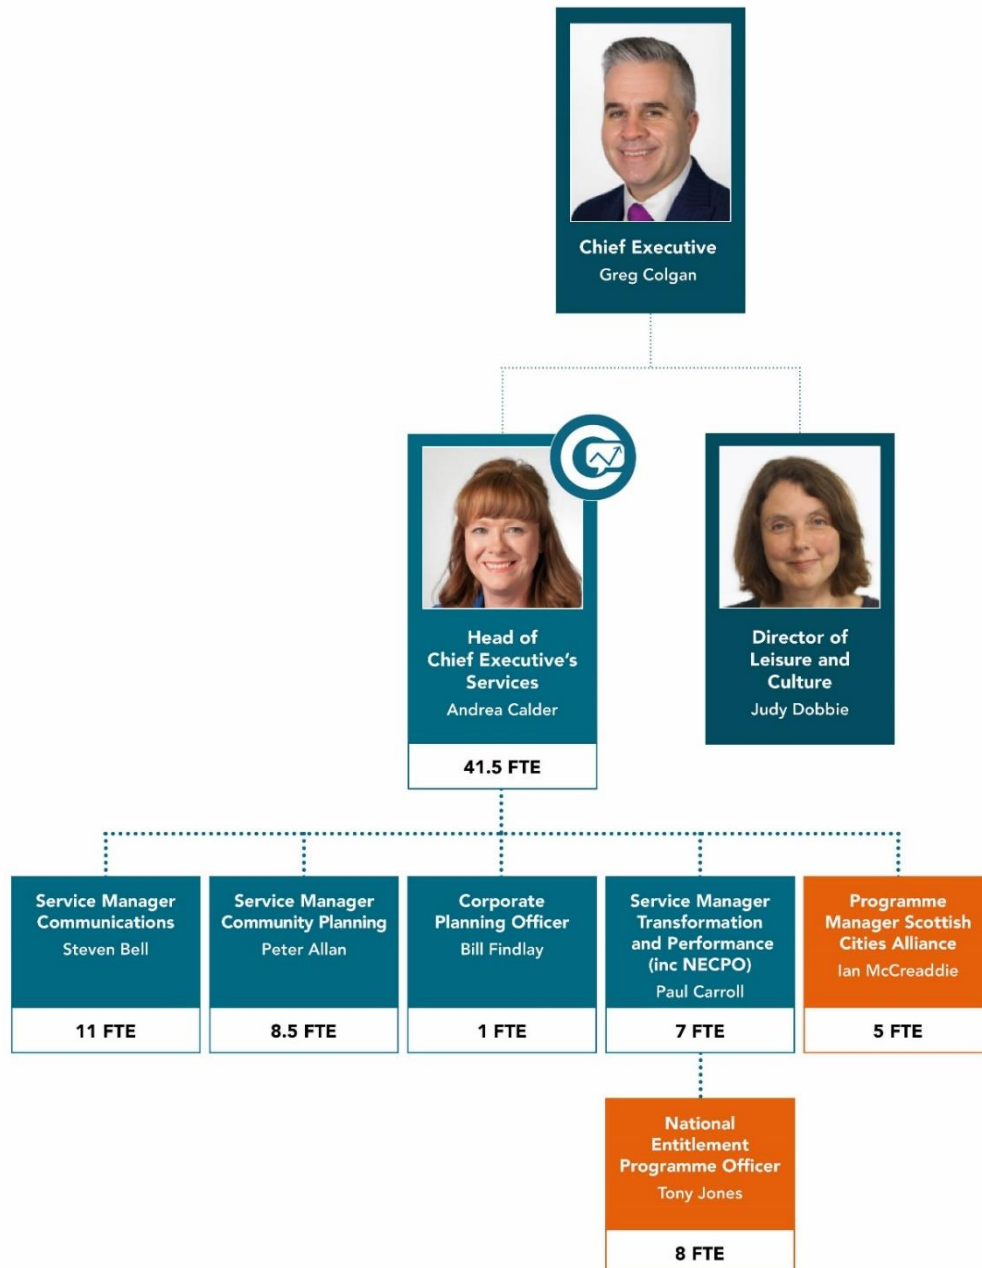 Chief Executive
Greg Colgan
Head of
Chief Executive's
Services
Andrea Calder
41.5 FTE
Director of
Leisure and
Culture
Judy Dobbie
Service Manager
Communications
Steven Bell
11 FTE
Service Manager
Community Planning
Peter Allan
8.5 FTE
Corporate
Planning Officer
Bill Findlay
1 FTE
Service Manager
Transformation
and Performance
(inc NECPO)
Paul Carroll
7 FTE
Programme
Manager Scottish
Cities Alliance
Ian McCreaddie
5 FTE
National
Entitlement
Programme Officer
Tony Jones
8 FTE